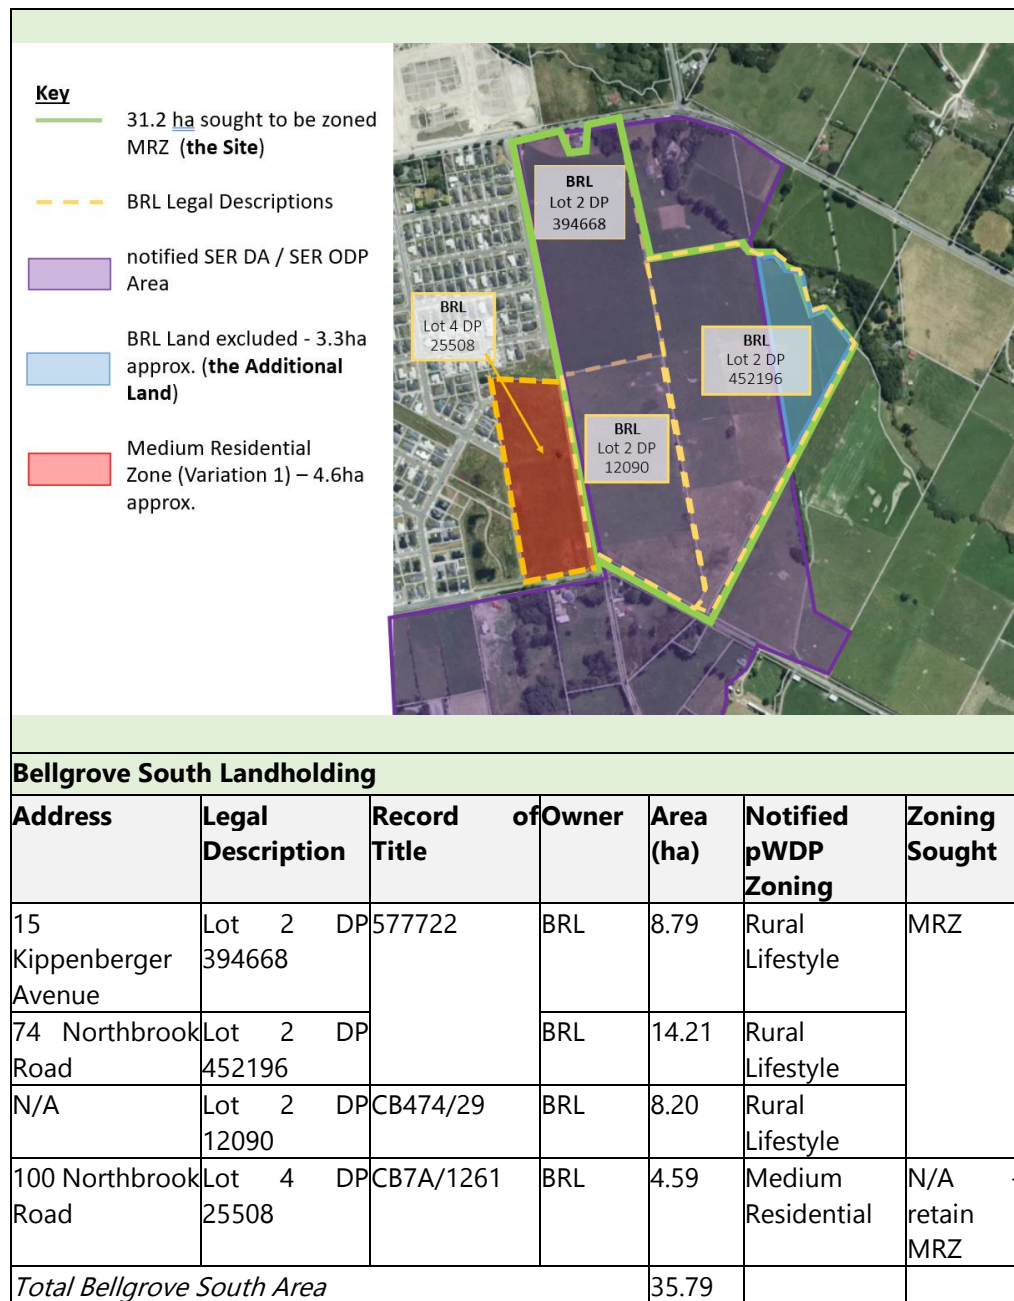 Key
31.2 ha sought to be zoned
MRZ (the Site)
BRL Legal Descriptions
notified SER DA / SER ODP
Area
BRL Land excluded - 3.3ha
approx. (the Additional
Land)
Medium Residential
Zone (Variation 1) – 4.6ha
approx.
BRL
Lot 2 DP
394668
BRL
Lot 4 DP
25508
BRL
Lot 2 DP
452196
BRL
Lot 2 DP
12090
Bellgrove South Landholding
Address Legal Description Record of Title Owner Area (ha) Notified pWDP Zoning Zoning Sought
15 Kippenberger Avenue Lot 2 DP 394668 577722 BRL 8.79 Rural Lifestyle MRZ
74 Northbrook Road Lot 2 DP 452196 BRL 14.21 Rural Lifestyle
N/A Lot 2 DP 12090 CB474/29 BRL 8.20 Rural Lifestyle
100 Northbrook Road Lot 4 DP 25508 CB7A/1261 BRL 4.59 Medium Residential N/A - retain MRZ
Total Bellgrove South Area 35.79